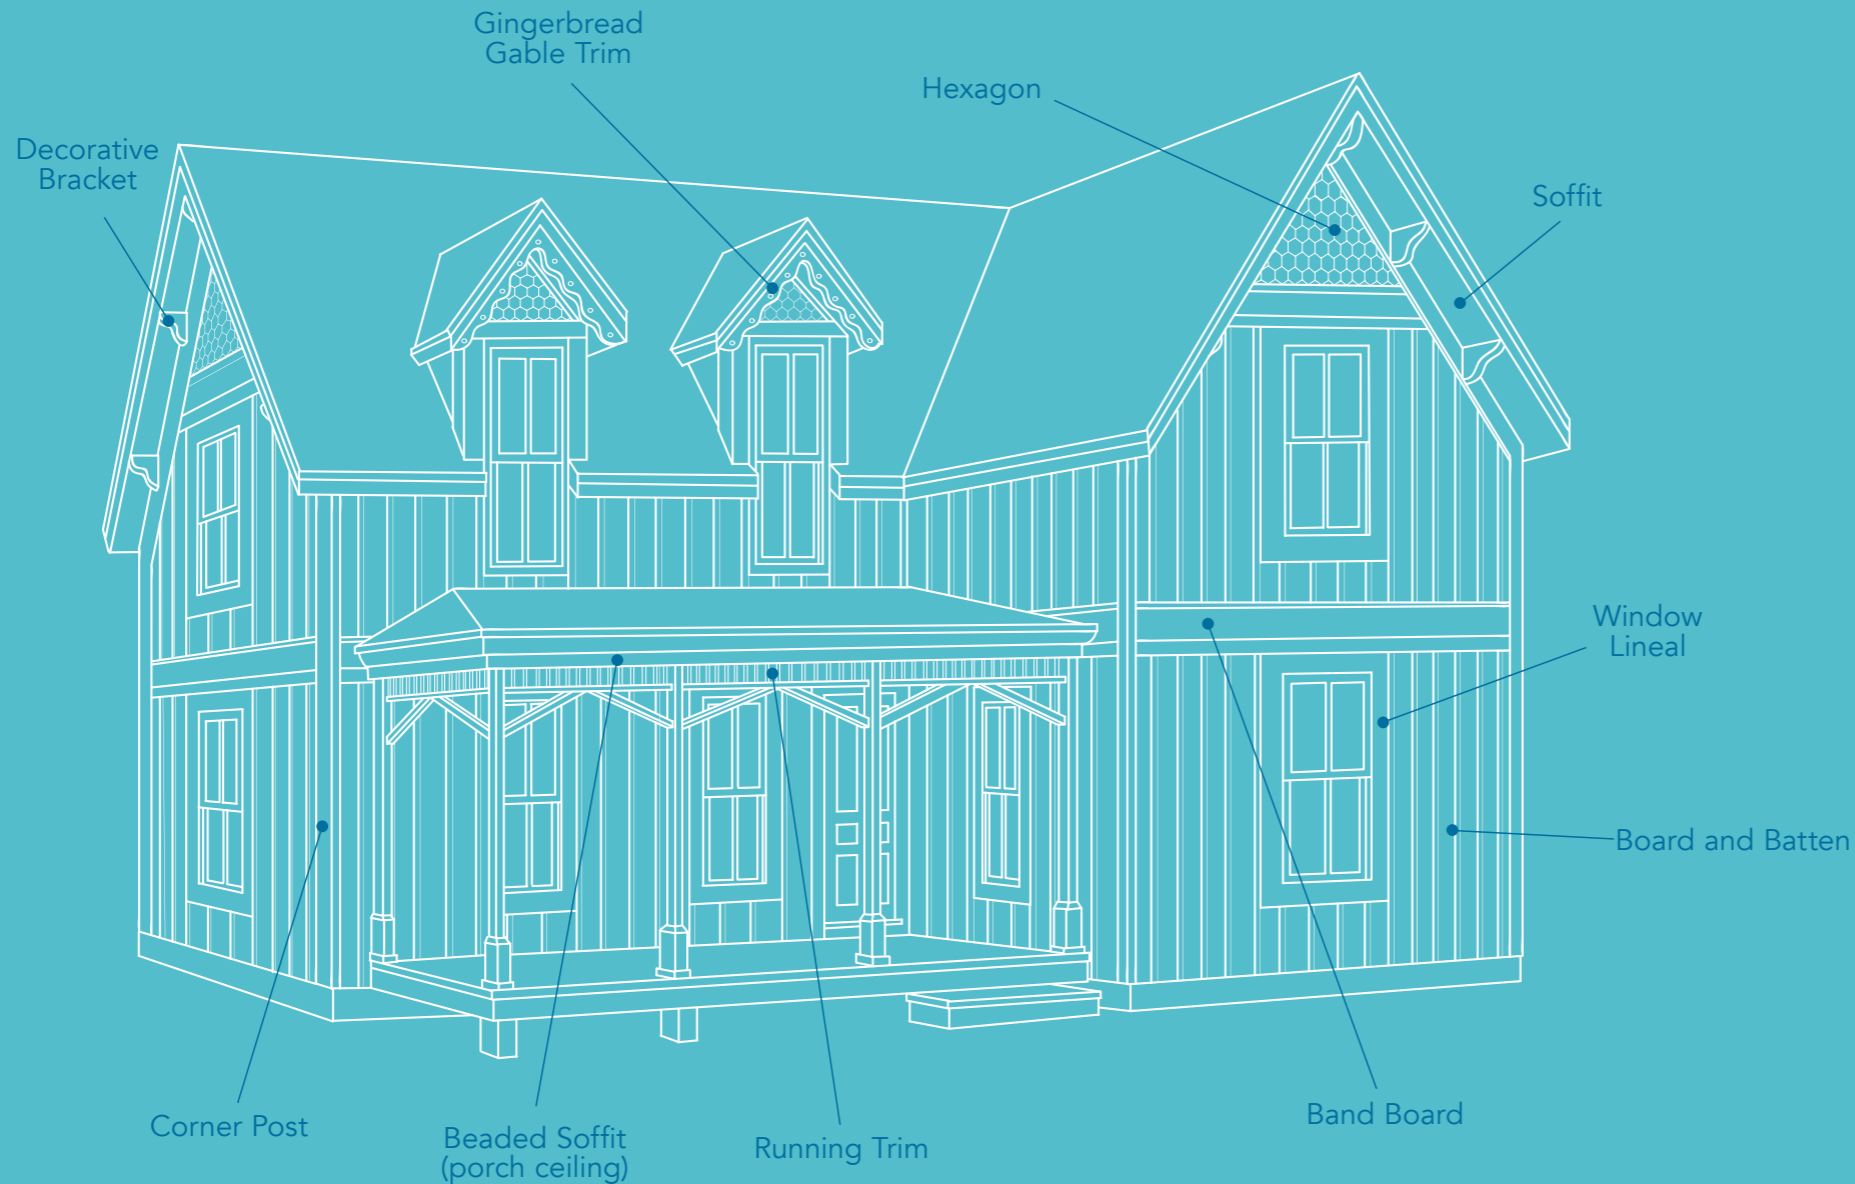 Gingerbread
Gable Trim
Hexagon
Decorative
Bracket
Soffit
Window
Lineal
Board and Batten
Band Board
Corner Post
Beaded Soffit
(porch ceiling)
Running Trim